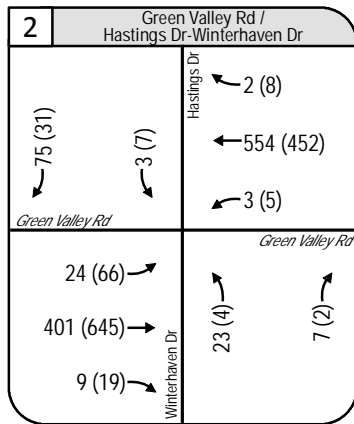 2
Green Valley Rd /
Hastings Dr-Winterhaven Dr
75 (31)
3 (7)
Hastings Dr
2 (8)
554 (452)
3 (5)
Green Valley Rd
Green Valley Rd
24 (66)
401 (645)
9 (19)
Winterhaven Dr
23 (4)
7 (2)